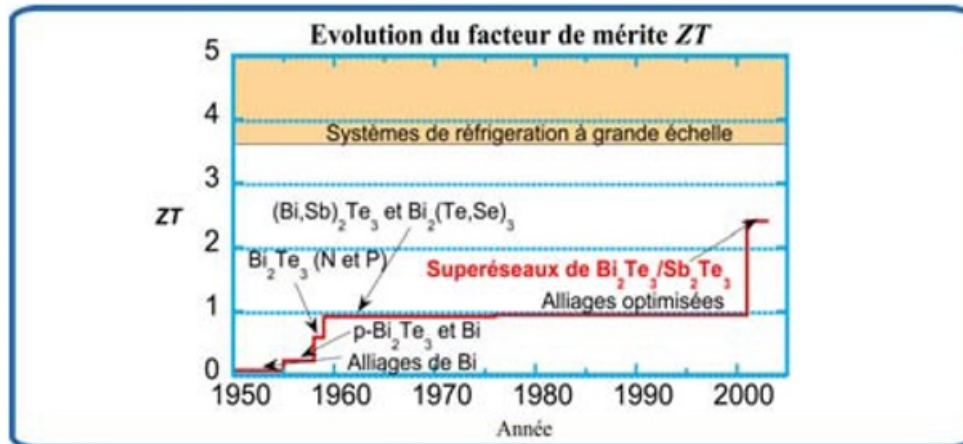 Evolution du facteur de mérite ZT
5
4
Systèmes de réfrigeration à grande échelle
3
ZT
(Bi,Sb)₂Te₃ et Bi₂(Te,Se)₃
2
Bi₂Te₃ (N et P)
Superéseaux de Bi₂Te₃/Sb₂Te₃
Alliages optimisées
1
p-Bi₂Te₃ et Bi
Alliages de Bi
0
1950 1960 1970 1980 1990 2000
Année